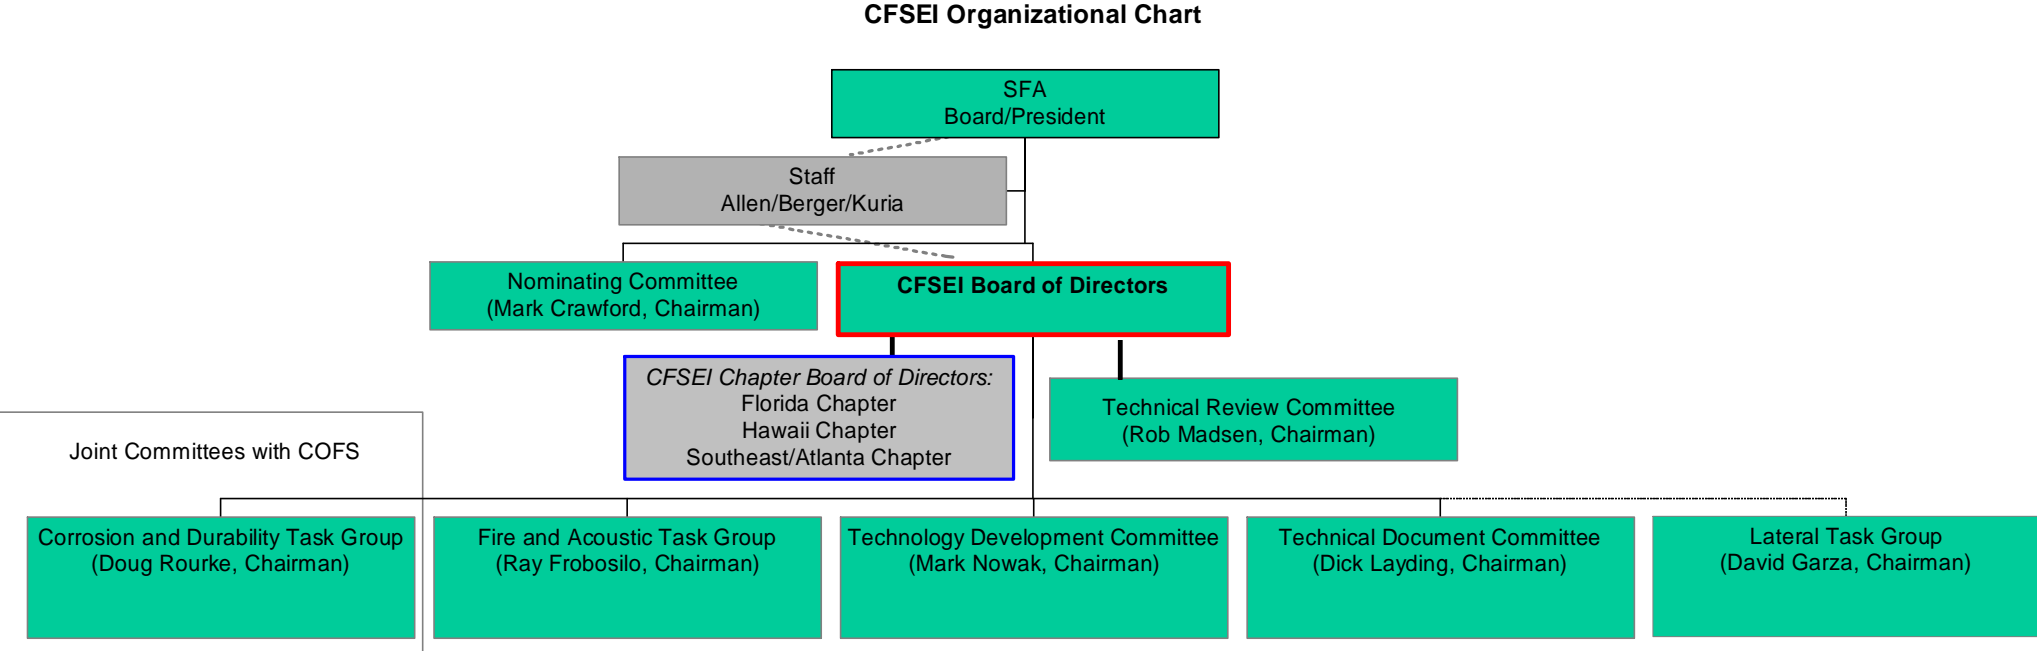 CFSEI Organizational Chart
SFA
Board/President
Staff
Allen/Berger/Kuria
Nominating Committee
(Mark Crawford, Chairman)
CFSEI Board of Directors
CFSEI Chapter Board of Directors:
Florida Chapter
Hawaii Chapter
Southeast/Atlanta Chapter
Technical Review Committee
(Rob Madsen, Chairman)
Joint Committees with COFS
Corrosion and Durability Task Group
(Doug Rourke, Chairman)
Fire and Acoustic Task Group
(Ray Frobosilo, Chairman)
Technology Development Committee
(Mark Nowak, Chairman)
Technical Document Committee
(Dick Layding, Chairman)
Lateral Task Group
(David Garza, Chairman)